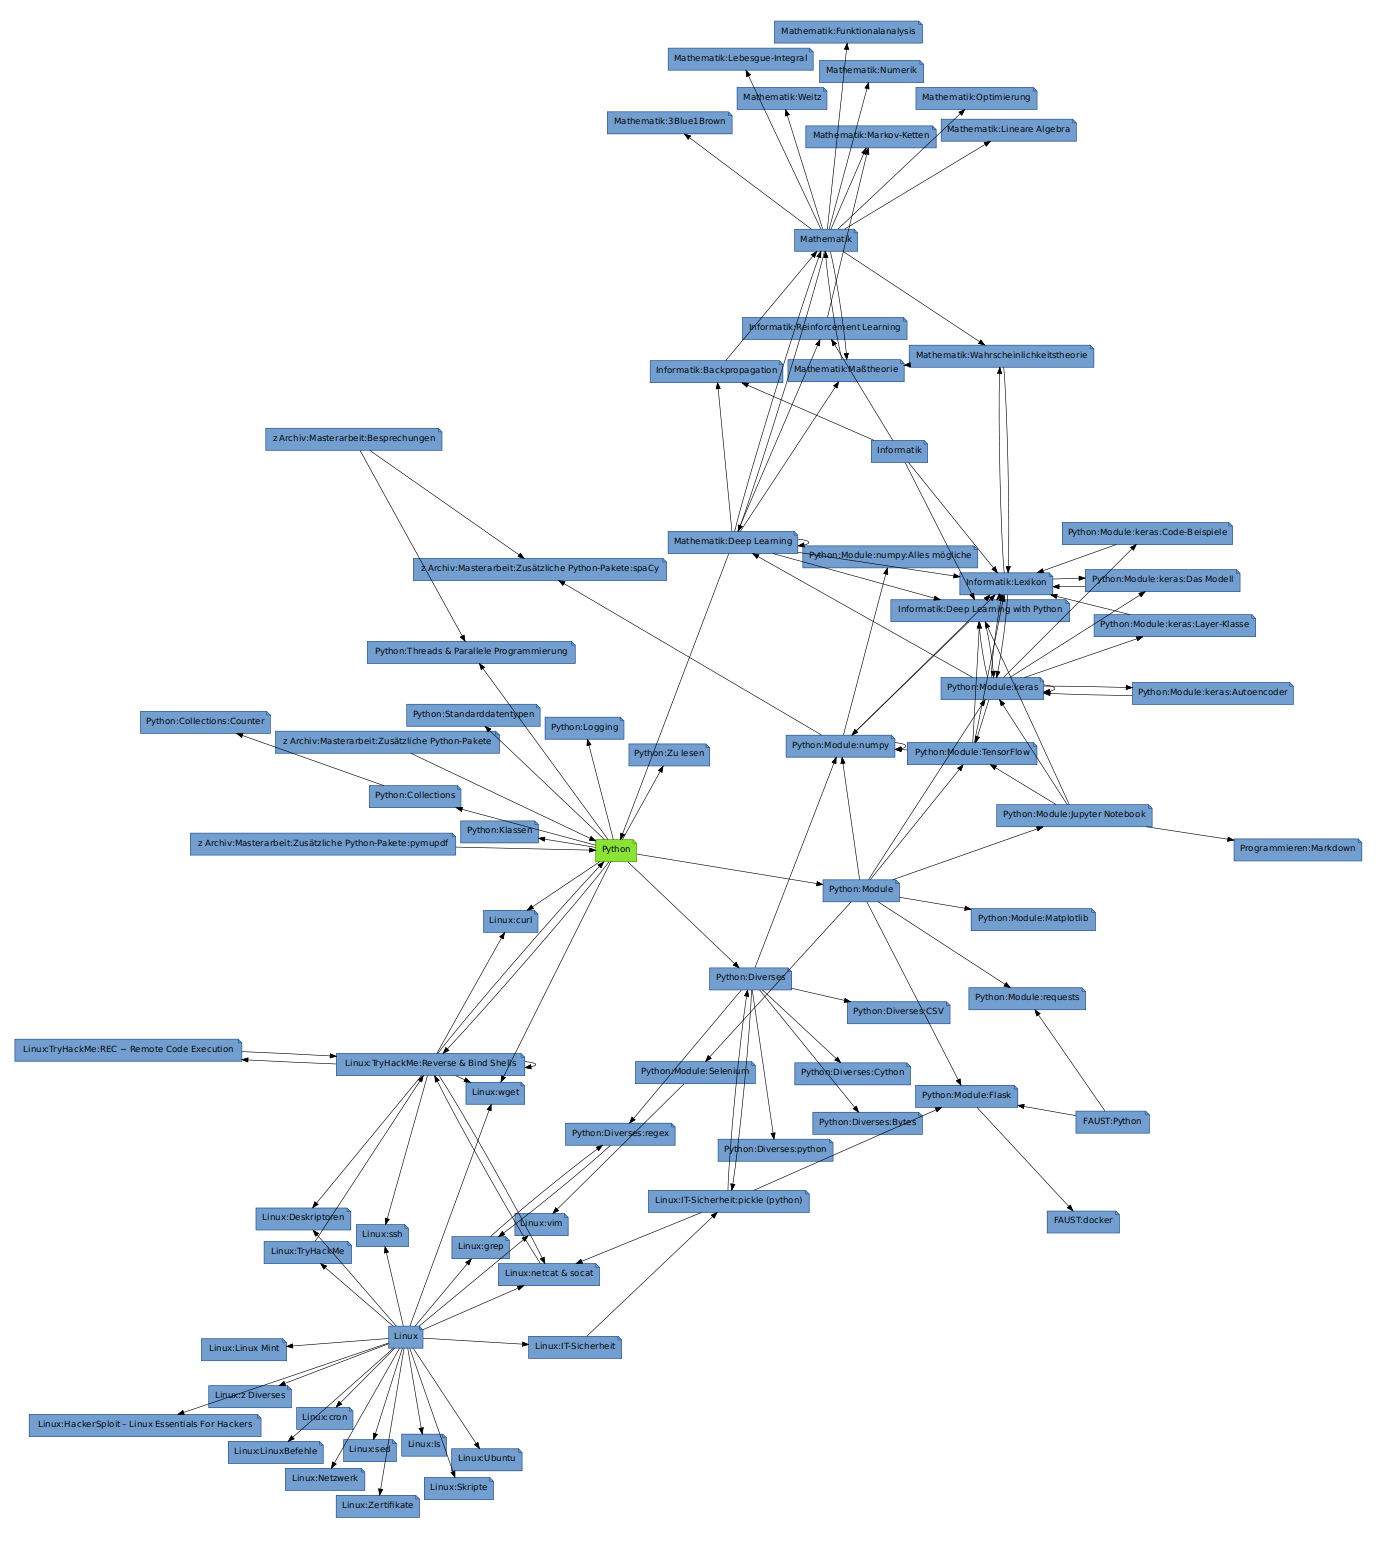 Mathematik:Funktionalanalysis
Mathematik:Lebesgue-Integral
Mathematik:Numerik
Mathematik:Weitz
Mathematik:Optimierung
Mathematik:3Blue1Brown
Mathematik:Markov-Ketten
Mathematik:Lineare Algebra
Mathematik
Informatik:Reinforcement Learning
Mathematik:Wahrscheinlichkeitstheorie
Informatik:Backpropagation
Mathematik:Maßtheorie
z Archiv:Masterarbeit:Besprechungen
Informatik
Python:Module:keras:Code-Beispiele
Mathematik:Deep Learning
Python:Module:numpy:Alles mögliche
z Archiv:Masterarbeit:Zusätzliche Python-Pakete:spaCy
Informatik:Lexikon
Python:Module:keras:Das Modell
Informatik:Deep Learning with Python
Python:Module:keras:Layer-Klasse
Python:Threads & Parallele Programmierung
Python:Module:keras
Python:Module:keras:Autoencoder
Python:Collections:Counter
Python:Standarddatentypen
Python:Logging
z Archiv:Masterarbeit:Zusätzliche Python-Pakete
Python:Zu lesen
Python:Module:numpy
Python:Module:TensorFlow
Python:Collections
Python:Module:Jupyter Notebook
Python:Klassen
z Archiv:Masterarbeit:Zusätzliche Python-Pakete:pymupdf
Python
Programmieren:Markdown
Python:Module
Linux:curl
Python:Module:Matplotlib
Python:Diverses
Python:Module:requests
Python:Diverses:CSV
Linux:TryHackMe:REC − Remote Code Execution
Linux:TryHackMe:Reverse & Bind Shells
Python:Module:Selenium
Python:Diverses:Cython
Linux:wget
Python:Module:Flask
Python:Diverses:Bytes
FAUST:Python
Python:Diverses:regex
Python:Diverses:python
Linux:IT-Sicherheit:pickle (python)
Linux:Deskriptoren
Linux:ssh
Linux:vim
FAUST:docker
Linux:TryHackMe
Linux:grep
Linux:netcat & socat
Linux
Linux:Linux Mint
Linux:IT-Sicherheit
Linux:z Diverses
Linux:HackerSploit – Linux Essentials For Hackers
Linux:cron
Linux:LinuxBefehle
Linux:sed
Linux:ls
Linux:Ubuntu
Linux:Netzwerk
Linux:Skripte
Linux:Zertifikate